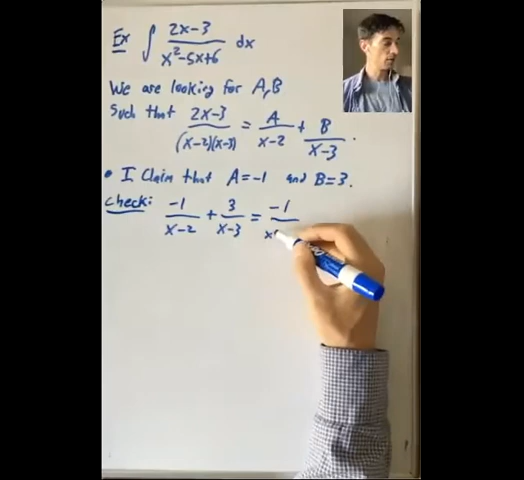 Ex ∫ 2x-3 / x²-5x+6 dx
We are looking for A,B
Such that 2x-3 / (x-2)(x-3) = A / x-2 + B / x-3 .
• I claim that A=-1 and B=3.
check: -1 / x-2 + 3 / x-3 = -1 / x